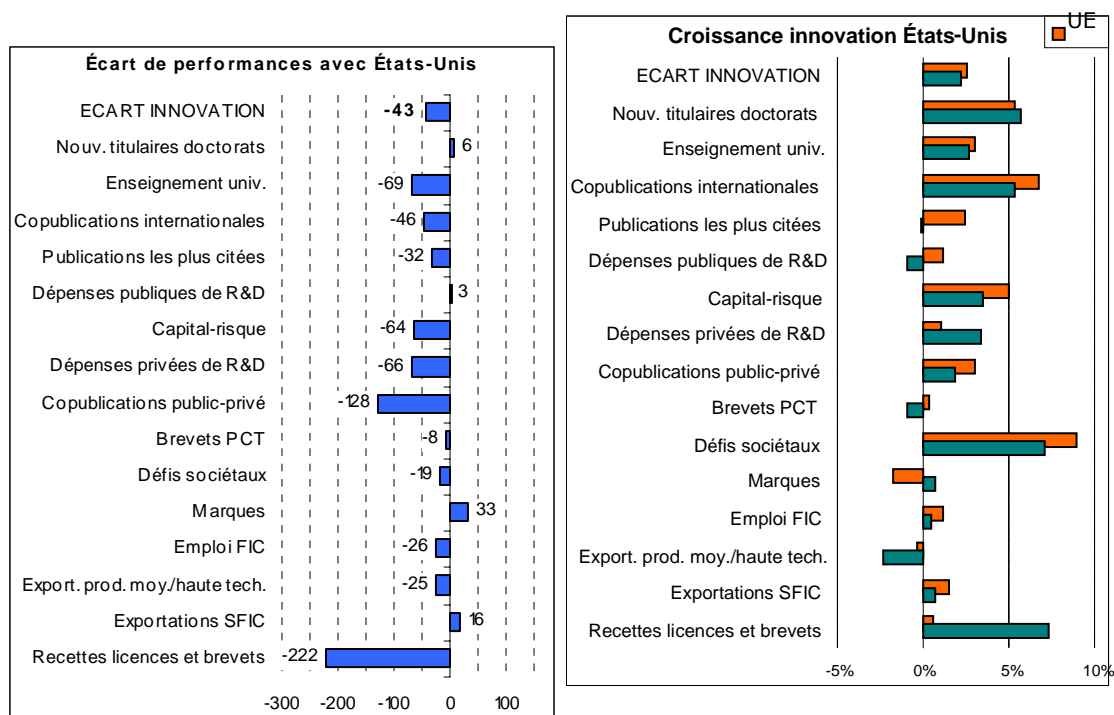 Écart de performances avec États-Unis
-300 -200 -100 0 100
ECART INNOVATION -43
Nouv. titulaires doctorats 6
Enseignement univ. -69
Copublications internationales -46
Publications les plus citées -32
Dépenses publiques de R&D 3
Capital-risque -64
Dépenses privées de R&D -66
Copublications public-privé -128
Brevets PCT -8
Défis sociétaux -19
Marques 33
Emploi FIC -26
Export. prod. moy./haute tech. -25
Exportations SFIC 16
Recettes licences et brevets -222
-300 -200 -100 0 100
Croissance innovation États-Unis
UE
ECART INNOVATION
Nouv. titulaires doctorats
Enseignement univ.
Copublications internationales
Publications les plus citées
Dépenses publiques de R&D
Capital-risque
Dépenses privées de R&D
Copublications public-privé
Brevets PCT
Défis sociétaux
Marques
Emploi FIC
Export. prod. moy./haute tech.
Exportations SFIC
Recettes licences et brevets
-5% 0% 5% 10%